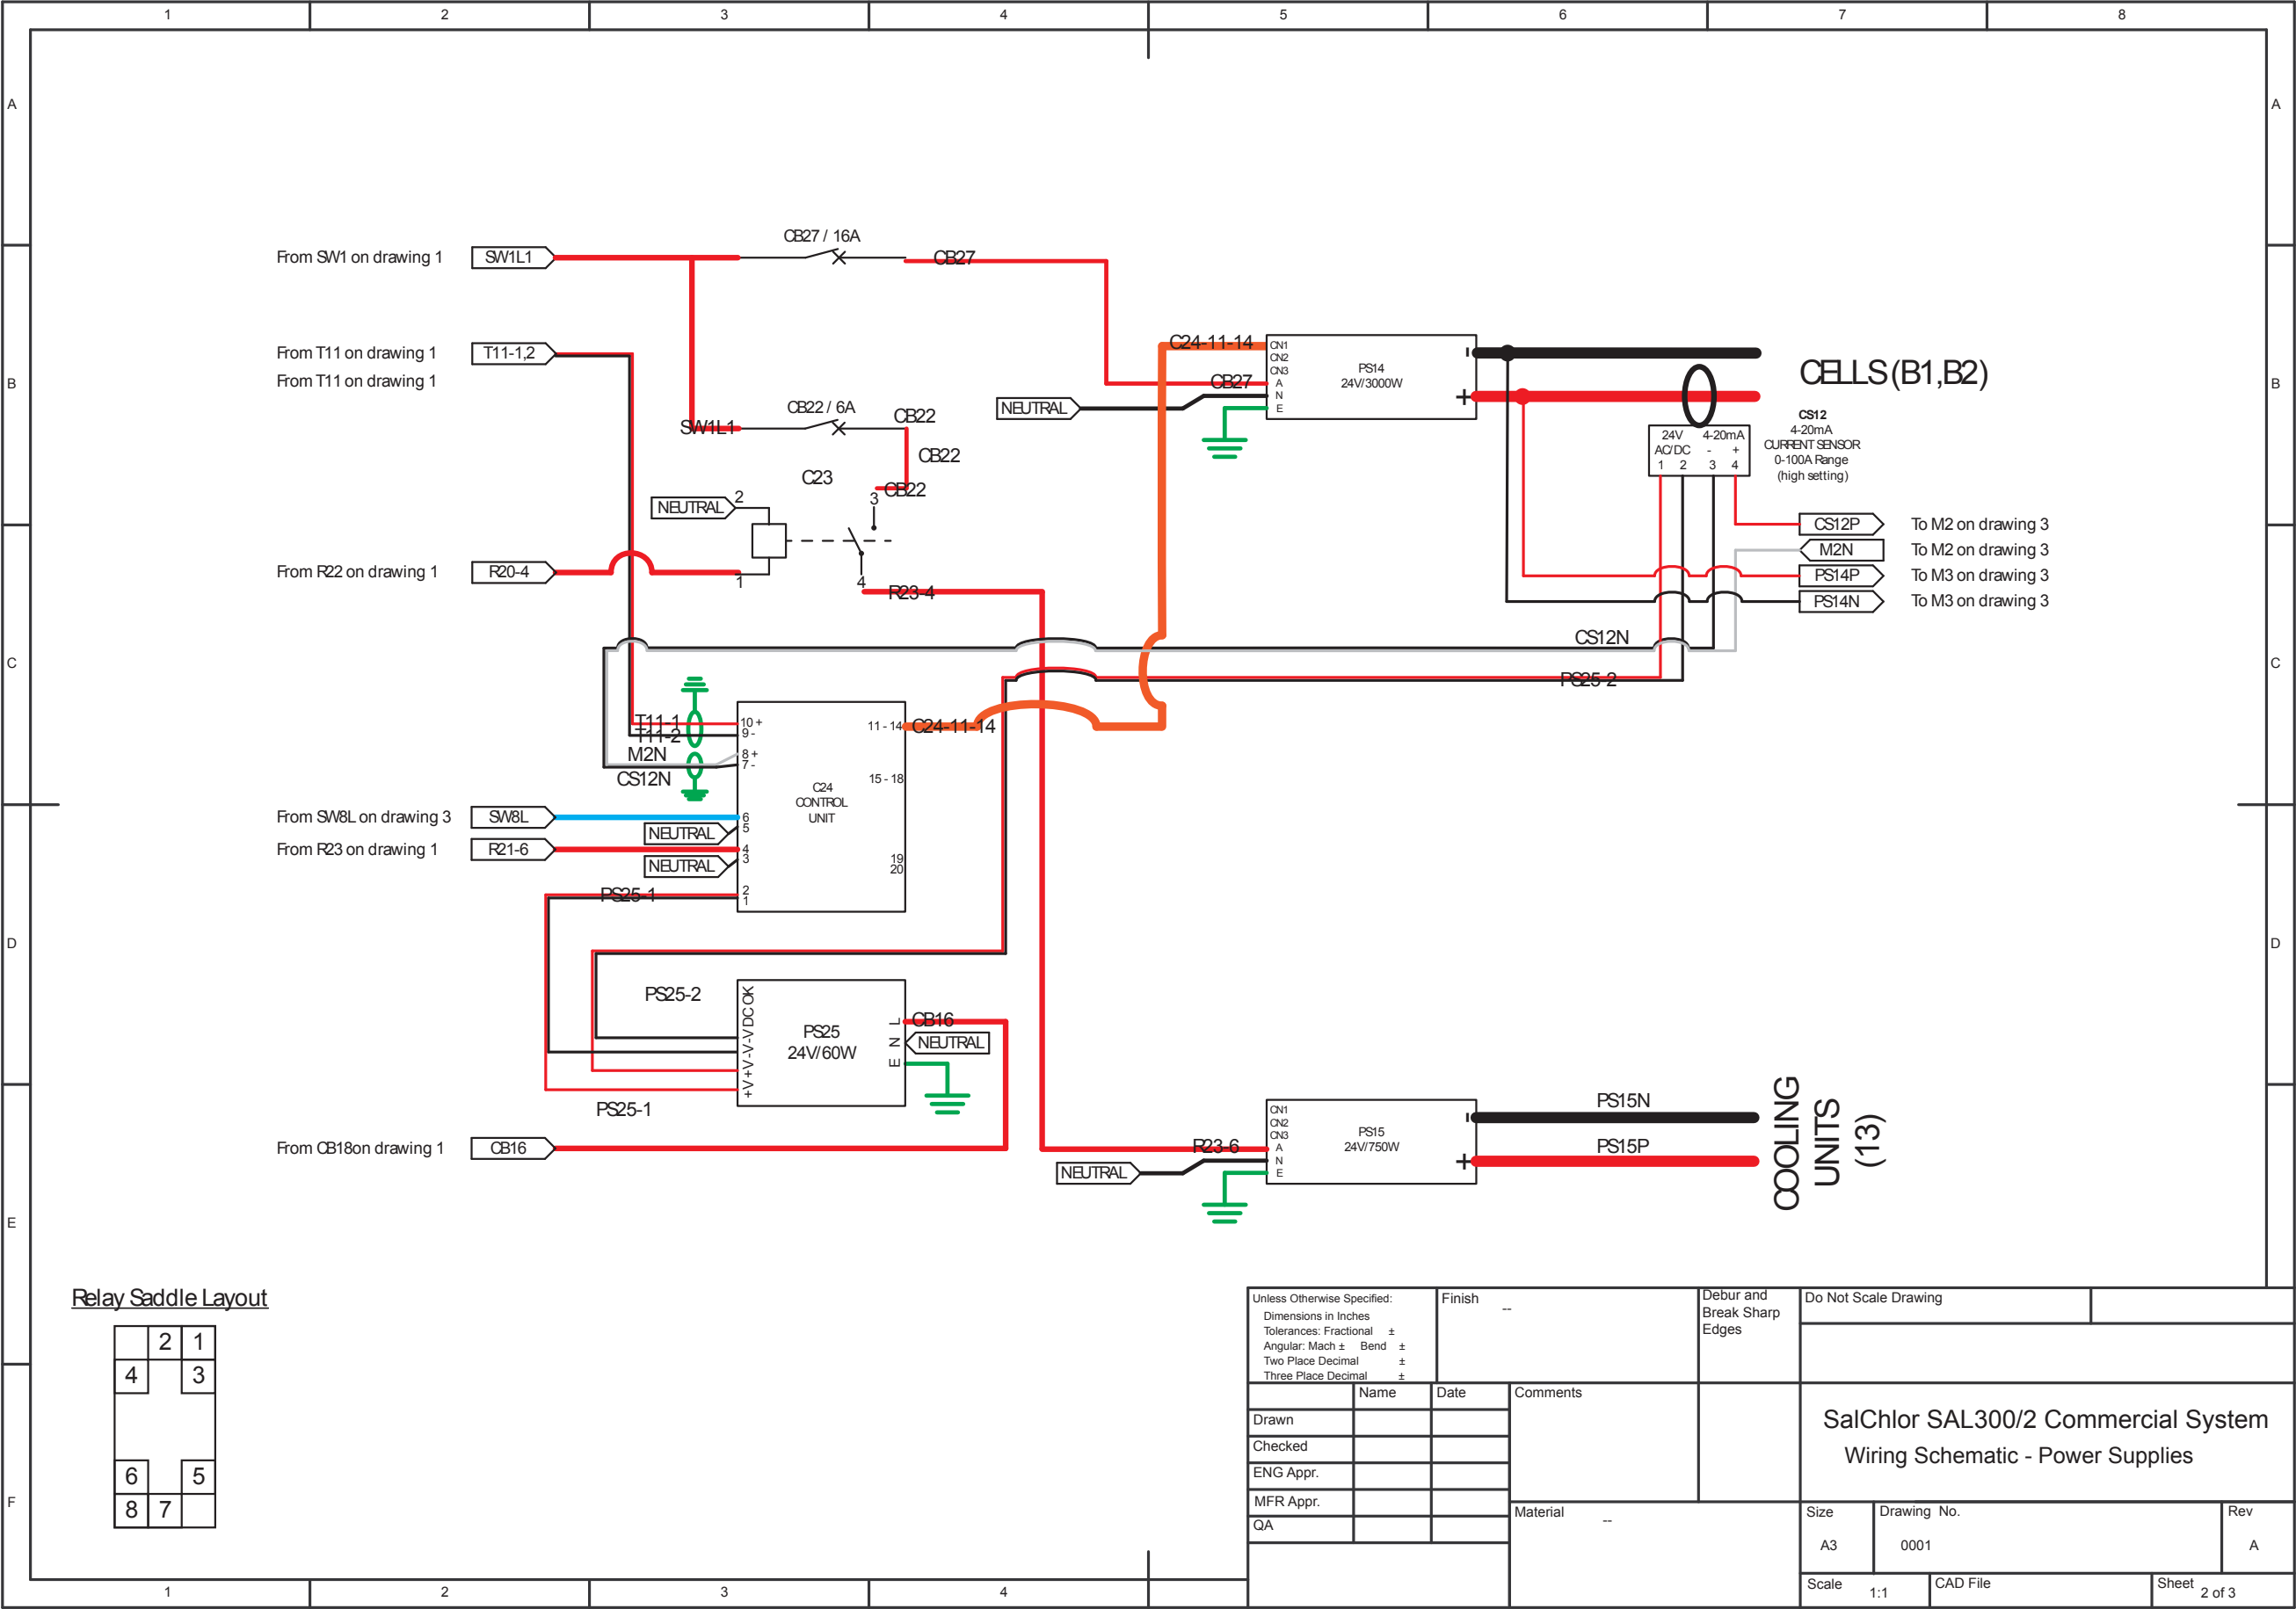 1 2 3 4 5 6 7 8
A A
CB27 / 16A
From SW1 on drawing 1 SW1L1 CB27
From T11 on drawing 1 T11-1,2
From T11 on drawing 1
B B
C24-11-14
CN1
CN2
CN3
A
N
E
PS14
24V/3000W
-
+
CB27
NEUTRAL
CELLS (B1,B2)
CB22 / 6A
SW1L1
CB22
CB22
CB22
C23
NEUTRAL 2
3
CS12
4-20mA
CURRENT SENSOR
0-100A Range
(high setting)
24V 4-20mA
AC/DC - +
1 2 3 4
CS12P To M2 on drawing 3
M2N To M2 on drawing 3
PS14P To M3 on drawing 3
PS14N To M3 on drawing 3
From R22 on drawing 1 R20-4
1
4
R23-4
CS12N
C C
PS25-2
T11-1
T11-2
M2N
CS12N
10 +
9 -
8 +
7 -
6
5
4
3
2
1
11 - 14
C24-11-14
15 - 18
C24
CONTROL
UNIT
19
20
From SW8L on drawing 3 SW8L
NEUTRAL
From R23 on drawing 1 R21-6
NEUTRAL
PS25-1
D D
PS25-2
+V +V -V -V DC OK
PS25
24V/60W
L
N
E
CB16
NEUTRAL
PS25-1
From CB18on drawing 1 CB16
R23-6
NEUTRAL
CN1
CN2
CN3
A
N
E
PS15
24V/750W
-
+
PS15N
PS15P
COOLING
UNITS
(13)
E
Relay Saddle Layout
2 1
4 3
6 5
8 7
F
Unless Otherwise Specified:
Dimensions in Inches
Tolerances: Fractional ±
Angular: Mach ± Bend ±
Two Place Decimal ±
Three Place Decimal ±
Finish
--
Debur and
Break Sharp
Edges
Do Not Scale Drawing
Name Date Comments
Drawn
Checked
ENG Appr.
MFR Appr.
QA
Material
--
SalChlor SAL300/2 Commercial System
Wiring Schematic - Power Supplies
Size
A3
Drawing No.
0001
Rev
A
Scale 1:1
CAD File
Sheet 2 of 3
1 2 3 4